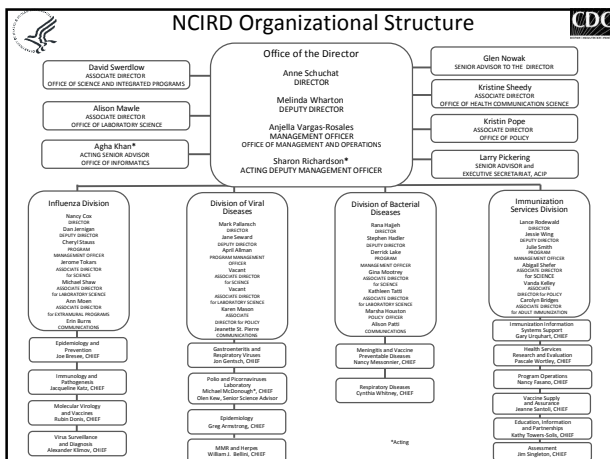 NCIRD Organizational Structure
CDC
David Swerdlow
ASSOCIATE DIRECTOR
OFFICE OF SCIENCE AND INTEGRATED PROGRAMS
Alison Mawle
ASSOCIATE DIRECTOR
OFFICE OF LABORATORY SCIENCE
Agha Khan*
ACTING SENIOR ADVISOR
OFFICE OF INFORMATICS
Office of the Director
Anne Schuchat
DIRECTOR
Melinda Wharton
DEPUTY DIRECTOR
Anjella Vargas-Rosales
MANAGEMENT OFFICER
OFFICE OF MANAGEMENT AND OPERATIONS
Sharon Richardson*
ACTING DEPUTY MANAGEMENT OFFICER
Glen Nowak
SENIOR ADVISOR TO THE DIRECTOR
Kristine Sheedy
ASSOCIATE DIRECTOR
OFFICE OF HEALTH COMMUNICATION SCIENCE
Kristin Pope
ASSOCIATE DIRECTOR
OFFICE OF POLICY
Larry Pickering
SENIOR ADVISOR and
EXECUTIVE SECRETARIAT, ACIP
Influenza Division
Nancy Cox
DIRECTOR
Dan Jernigan
DEPUTY DIRECTOR
Cheryl Stauss
PROGRAM
MANAGEMENT OFFICER
Jerome Tokars
ASSOCIATE DIRECTOR
for SCIENCE
Michael Shaw
ASSOCIATE DIRECTOR
for LABORATORY SCIENCE
Ann Moen
ASSOCIATE DIRECTOR
for EXTRAMURAL PROGRAMS
Erin Burns
COMMUNICATIONS
Epidemiology and
Prevention
Joe Bresee, CHIEF
Immunology and
Pathogenesis
Jacqueline Katz, CHIEF
Molecular Virology
and Vaccines
Rubin Donis, CHIEF
Virus Surveillance
and Diagnosis
Alexander Klimov, CHIEF
Division of Viral
Diseases
Mark Pallansch
DIRECTOR
Jane Seward
DEPUTY DIRECTOR
April Allman
PROGRAM MANAGEMENT
OFFICER
Vacant
ASSOCIATE DIRECTOR
for SCIENCE
Vacant
ASSOCIATE DIRECTOR
for LABORATORY SCIENCE
Karen Mason
ASSOCIATE
DIRECTOR for POLICY
Jeanette St. Pierre
COMMUNICATIONS
Gastroenteritis and
Respiratory Viruses
Jon Gentsch, CHIEF
Polio and Picornaviruses
Laboratory
Michael McDonough*, CHIEF
Olen Kew, Senior Science Advisor
Epidemiology
Greg Armstrong, CHIEF
MMR and Herpes
William J. Bellini, CHIEF
Division of Bacterial
Diseases
Rana Hajjeh
DIRECTOR
Stephen Hadler
DEPUTY DIRECTOR
Derrick Lake
PROGRAM
MANAGEMENT OFFICER
Gina Mootrey
ASSOCIATE DIRECTOR
for SCIENCE
Kathleen Tatti
ASSOCIATE DIRECTOR
for LABORATORY SCIENCE
Marsha Houston
POLICY OFFICER
Alison Patti
COMMUNICATIONS
Meningitis and Vaccine
Preventable Diseases
Nancy Messonnier, CHIEF
Respiratory Diseases
Cynthia Whitney, CHIEF
*Acting
Immunization
Services Division
Lance Rodewald
DIRECTOR
Jessie Wing
DEPUTY DIRECTOR
Julie Smith
PROGRAM
MANAGEMENT OFFICER
Abigail Shefer
ASSOCIATE DIRECTOR
for SCIENCE
Vanda Kelley
ASSOCIATE
DIRECTOR for POLICY
Carolyn Bridges
ASSOCIATE DIRECTOR
for ADULT IMMUNIZATION
Immunization Information
Systems Support
Gary Urquhart, CHIEF
Health Services
Research and Evaluation
Pascale Wortley, CHIEF
Program Operations
Nancy Fasano, CHIEF
Vaccine Supply
and Assurance
Jeanne Santoli, CHIEF
Education, Information
and Partnerships
Kathy Towers-Solis, CHIEF
Assessment
Jim Singleton, CHIEF